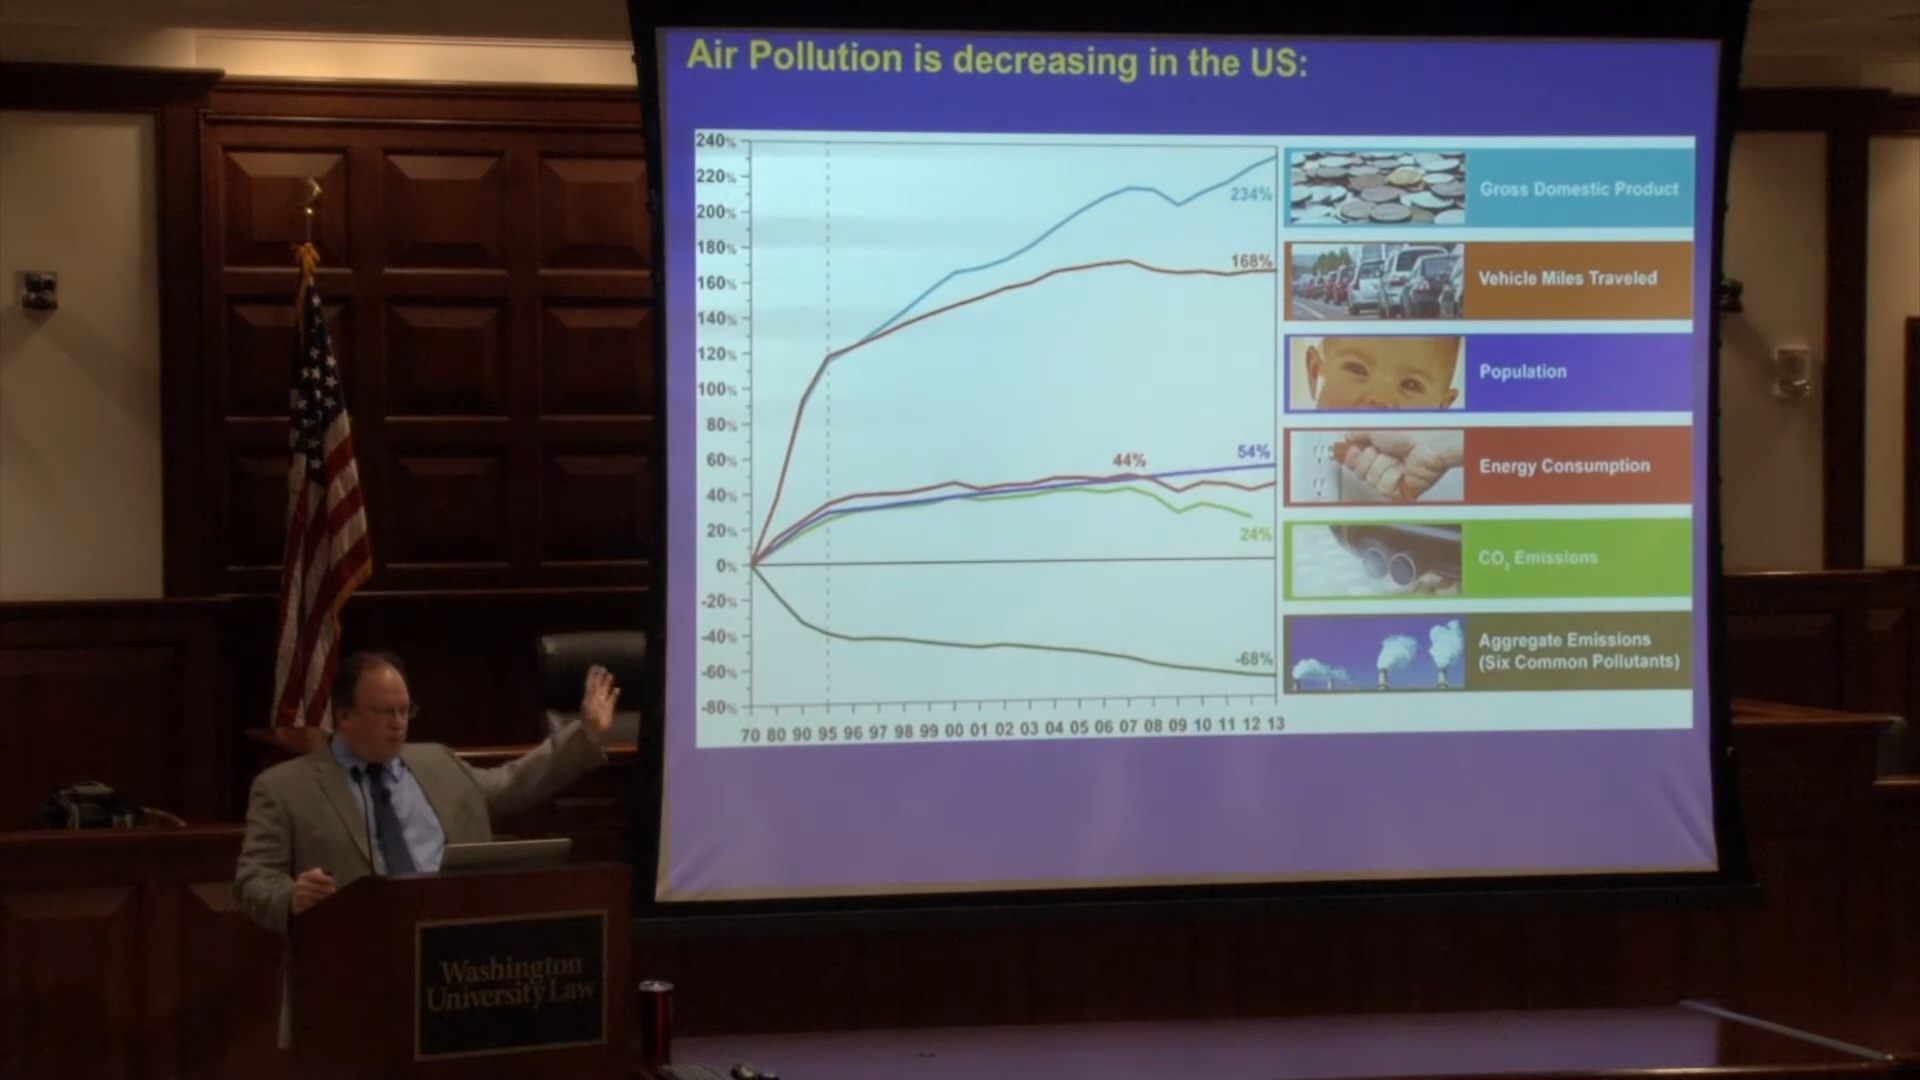 Air Pollution is decreasing in the US:
240%
220%
200%
180%
160%
140%
120%
100%
80%
60%
40%
20%
0%
-20%
-40%
-60%
-80%
234%
168%
44%
54%
24%
-68%
70 80 90 95 96 97 98 99 00 01 02 03 04 05 06 07 08 09 10 11 12 13
Gross Domestic Product
Vehicle Miles Traveled
Population
Energy Consumption
CO₂ Emissions
Aggregate Emissions
(Six Common Pollutants)
Washington
University Law